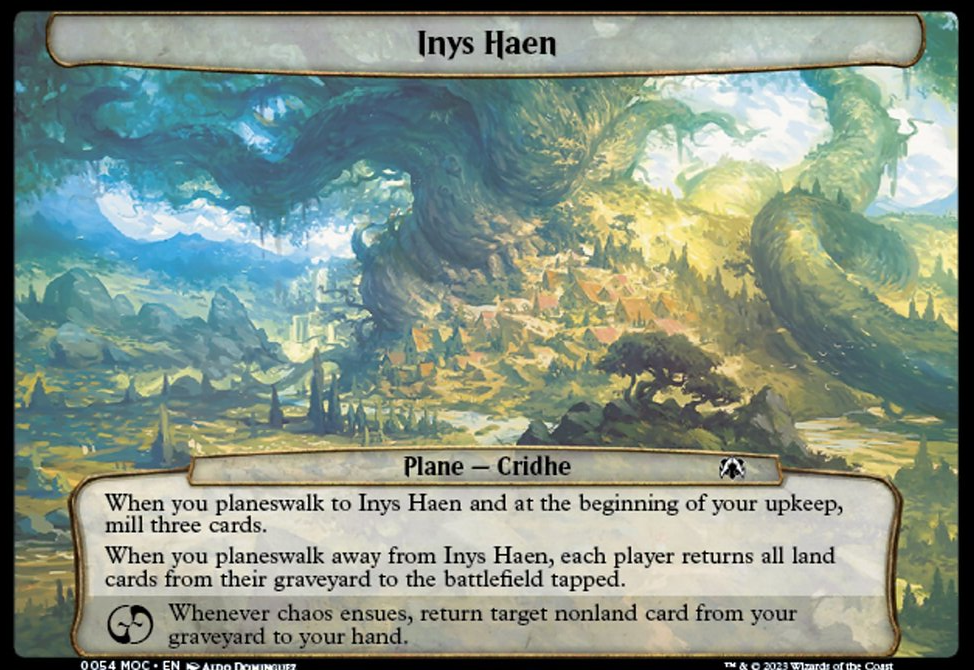 Inys Haen
Plane — Cridhe
When you planeswalk to Inys Haen and at the beginning of your upkeep,
mill three cards.
When you planeswalk away from Inys Haen, each player returns all land
cards from their graveyard to the battlefield tapped.
Whenever chaos ensues, return target nonland card from your
graveyard to your hand.
0054 MOC • EN Aldo Domínguez
™ & © 2023 Wizards of the Coast